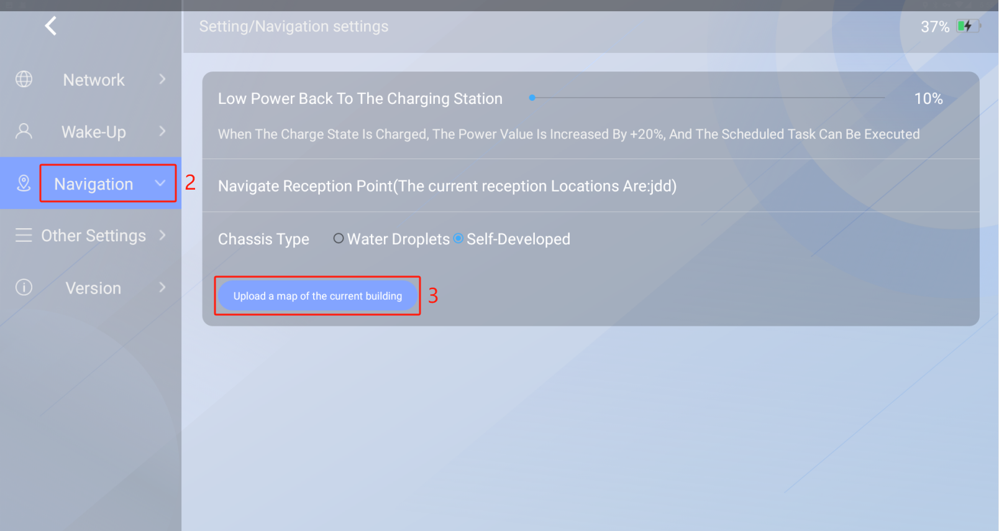 Setting/Navigation settings
37%
Network
Wake-Up
Navigation
2
Other Settings
Version
Low Power Back To The Charging Station
10%
When The Charge State Is Charged, The Power Value Is Increased By +20%, And The Scheduled Task Can Be Executed
Navigate Reception Point(The current reception Locations Are:jdd)
Chassis Type Water Droplets Self-Developed
Upload a map of the current building
3